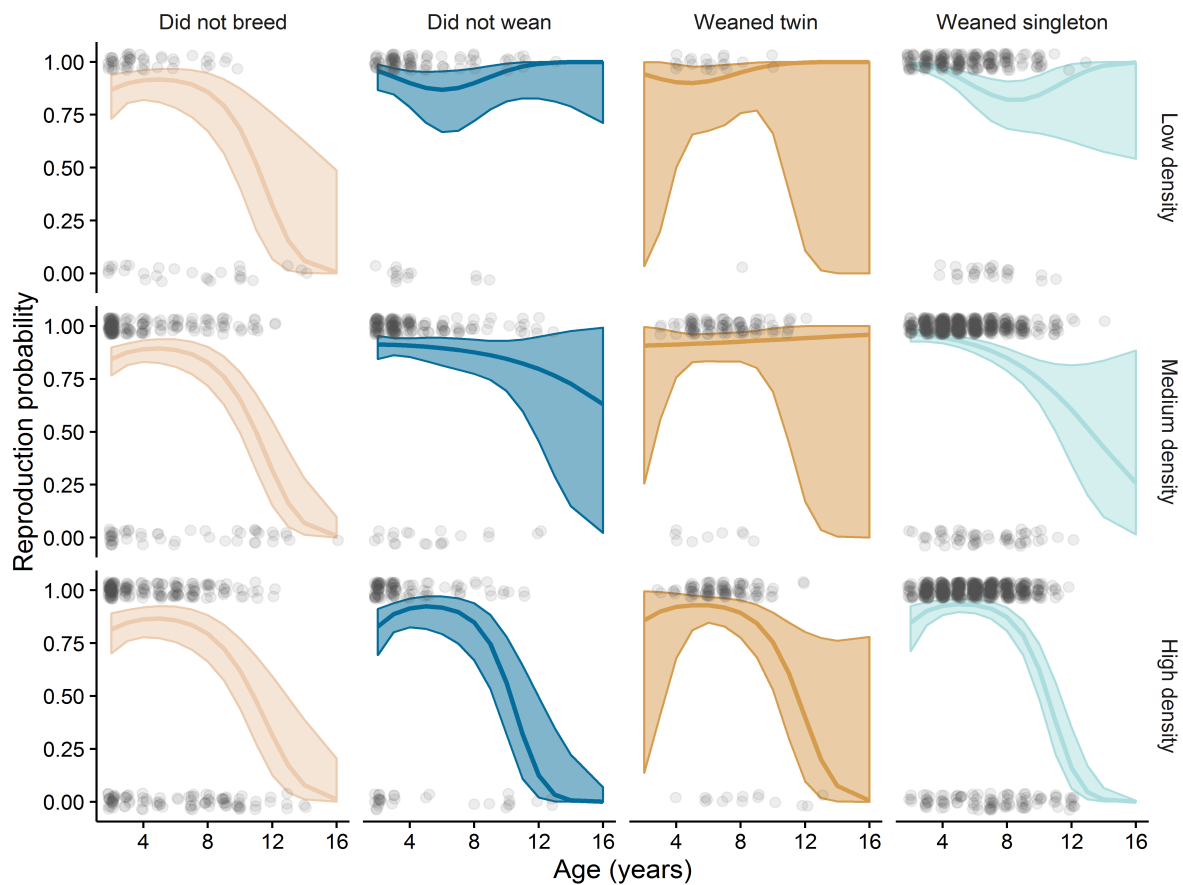 Did not breed Did not wean Weaned twin Weaned singleton
1.00
0.75
0.50
0.25
0.00
Low density
1.00
0.75
0.50
0.25
0.00
Medium density
1.00
0.75
0.50
0.25
0.00
High density
Reproduction probability
4 8 12 16 4 8 12 16 4 8 12 16 4 8 12 16
Age (years)